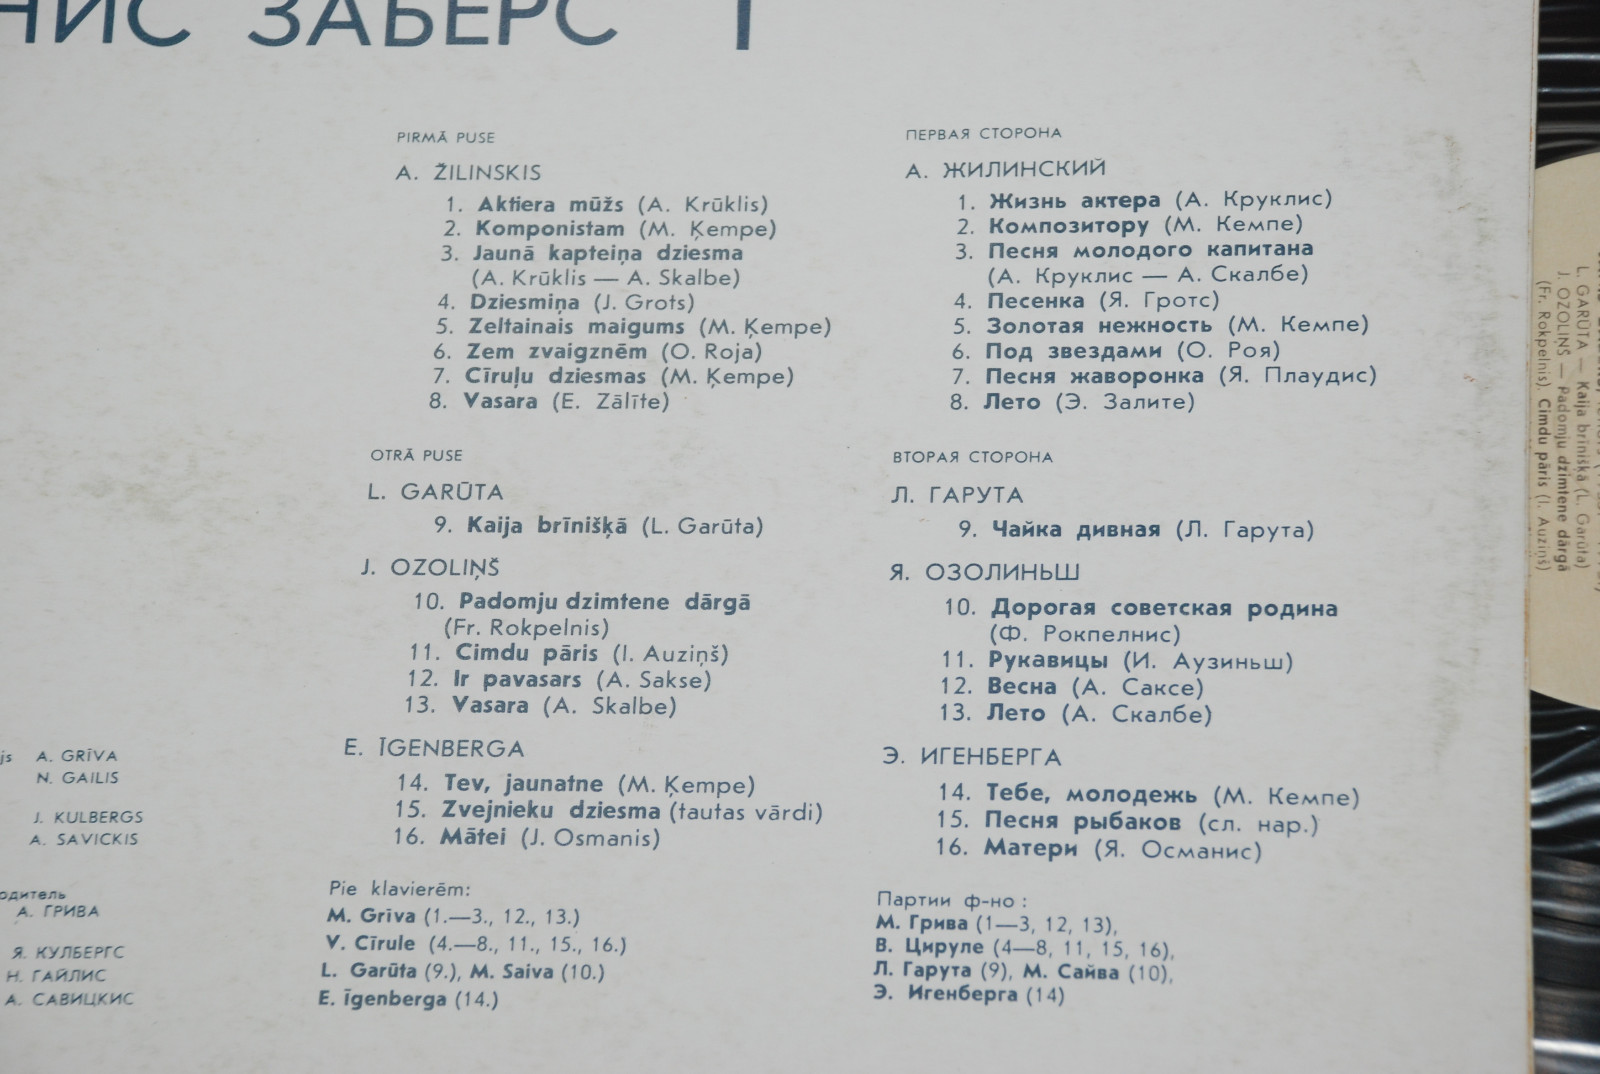 НИС ЗАБЕРС 1
PIRMĀ PUSE
A. ŽILINSKIS
1. Aktiera mūžs (A. Krūklis)
2. Komponistam (M. Ķempe)
3. Jaunā kapteiņa dziesma
(A. Krūklis — A. Skalbe)
4. Dziesmiņa (J. Grots)
5. Zeltainais maigums (M. Ķempe)
6. Zem zvaigznēm (O. Roja)
7. Cīruļu dziesmas (M. Ķempe)
8. Vasara (E. Zālīte)
OTRĀ PUSE
L. GARŪTA
9. Kaija brīnišķā (L. Garūta)
J. OZOLIŅŠ
10. Padomju dzimtene dārgā
(Fr. Rokpelnis)
11. Cimdu pāris (I. Auziņš)
12. Ir pavasars (A. Sakse)
13. Vasara (A. Skalbe)
E. ĪGENBERGA
14. Tev, jaunatne (M. Ķempe)
15. Zvejnieku dziesma (tautas vārdi)
16. Mātei (J. Osmanis)
Pie klavierēm:
M. Grīva (1.—3., 12., 13.)
V. Cīrule (4.—8., 11., 15., 16.)
L. Garūta (9.), M. Saiva (10.)
E. Īgenberga (14.)
ПЕРВАЯ СТОРОНА
А. ЖИЛИНСКИЙ
1. Жизнь актера (А. Круклис)
2. Композитору (М. Кемпе)
3. Песня молодого капитана
(А. Круклис — А. Скалбе)
4. Песенка (Я. Гротс)
5. Золотая нежность (М. Кемпе)
6. Под звездами (О. Роя)
7. Песня жаворонка (Я. Плаудис)
8. Лето (Э. Залите)
ВТОРАЯ СТОРОНА
Л. ГАРУТА
9. Чайка дивная (Л. Гарута)
Я. ОЗОЛИНЬШ
10. Дорогая советская родина
(Ф. Рокпелнис)
11. Рукавицы (И. Аузиньш)
12. Весна (А. Саксе)
13. Лето (А. Скалбе)
Э. ИГЕНБЕРГА
14. Тебе, молодежь (М. Кемпе)
15. Песня рыбаков (сл. нар.)
16. Матери (Я. Османис)
Партии ф-но :
М. Грива (1—3, 12, 13),
В. Цируле (4—8, 11, 15, 16),
Л. Гарута (9), М. Сайва (10),
Э. Игенберга (14)
js A. GRĪVA
N. GAILIS
J. KULBERGS
A. SAVICKIS
одитель
А. ГРИВА
Я. КУЛБЕРГС
Н. ГАЙЛИС
А. САВИЦКИС
L. GARŪTA — Kaija brīnišķā (L. Garūta)
J. OZOLIŅŠ — Padomju dzimtene dārgā
(Fr. Rokpelnis). Cimdu pāris (I. Auziņš)